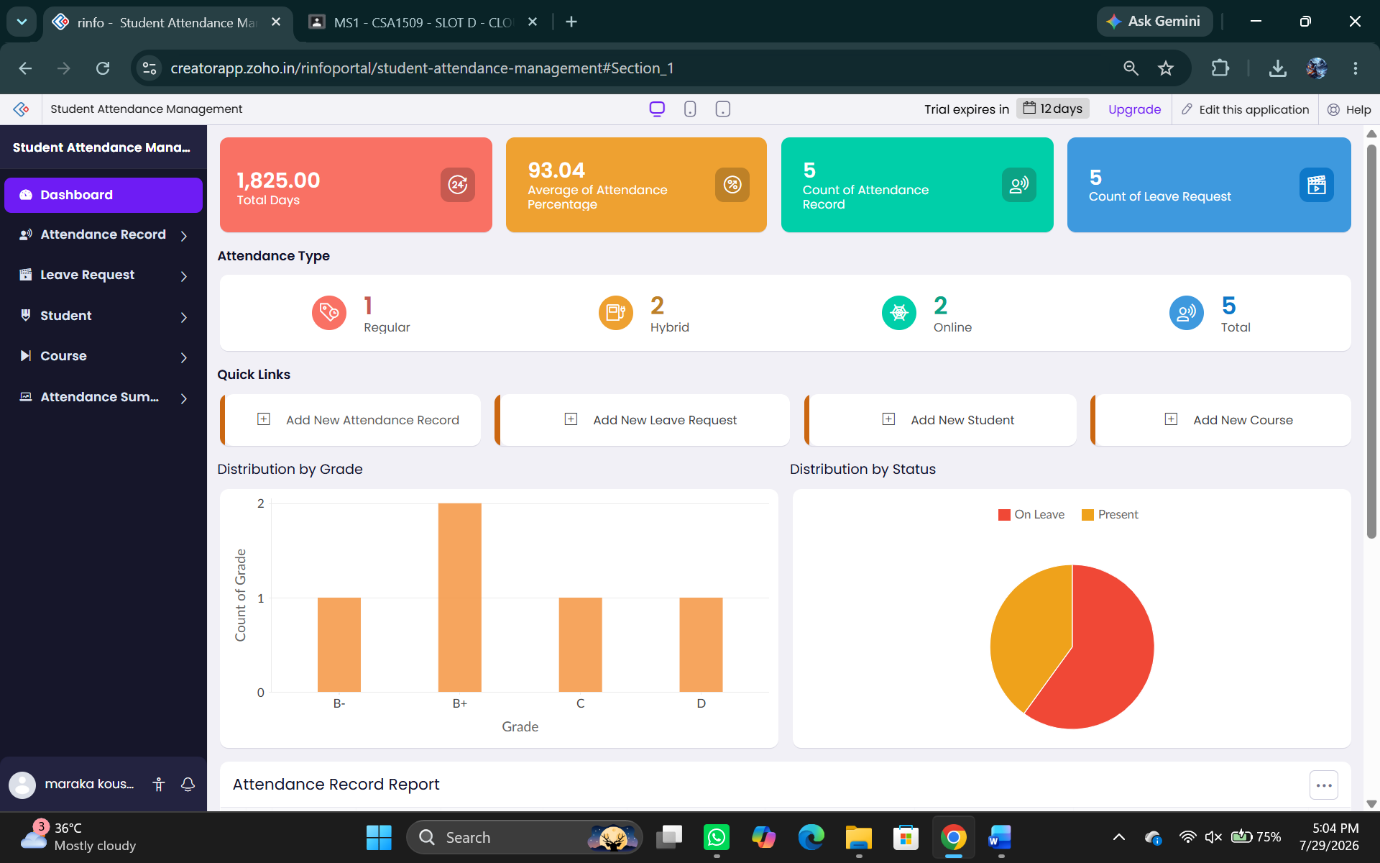 rinfo - Student Attendance Ma
MS1 - CSA1509 - SLOT D - CLO
Ask Gemini
creatorapp.zoho.in/rinfoportal/student-attendance-management#Section_1
Student Attendance Management
Trial expires in 12 days
Upgrade
Edit this application
Help
Student Attendance Mana...
Dashboard
Attendance Record
Leave Request
Student
Course
Attendance Sum...
maraka kous...
1,825.00
Total Days
24
93.04
Average of Attendance
Percentage
%
5
Count of Attendance
Record
5
Count of Leave Request
Attendance Type
1
Regular
2
Hybrid
2
Online
5
Total
Quick Links
Add New Attendance Record
Add New Leave Request
Add New Student
Add New Course
Distribution by Grade
2
1
0
Count of Grade
B-
B+
C
D
Grade
Distribution by Status
On Leave
Present
Attendance Record Report
3
36°C
Mostly cloudy
Search
75%
5:04 PM
7/29/2026